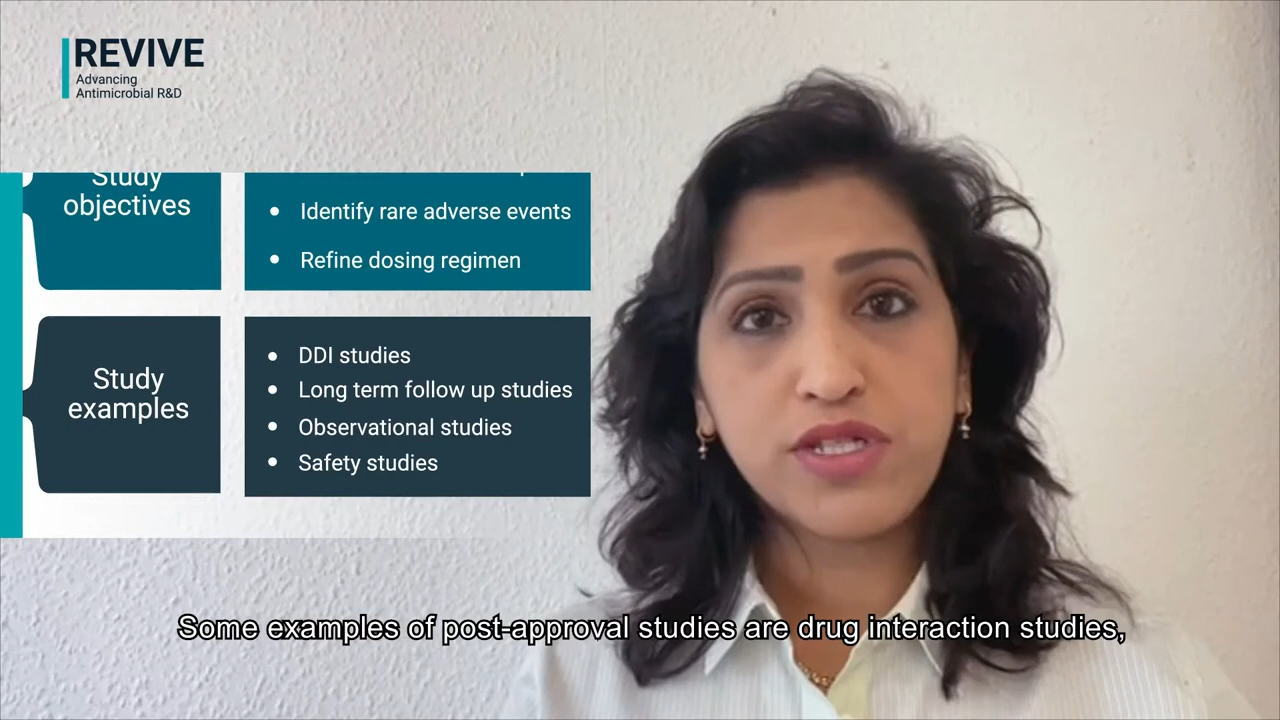 REVIVE
Advancing
Antimicrobial R&D
Study
objectives
Identify rare adverse events
Refine dosing regimen
Study
examples
DDI studies
Long term follow up studies
Observational studies
Safety studies
Some examples of post-approval studies are drug interaction studies,